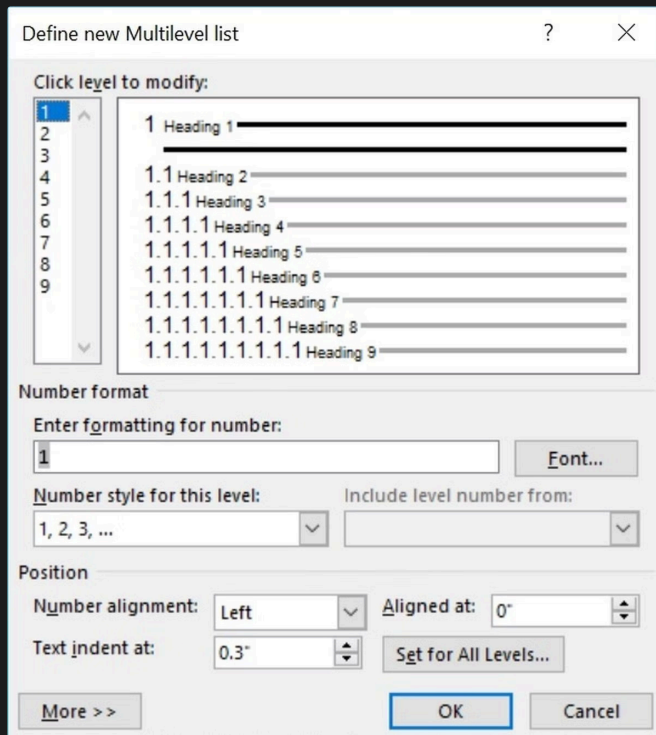 Define new Multilevel list ?
Click level to modify:
1
2
3
4
5
6
7
8
9
1 Heading 1
1.1 Heading 2
1.1.1 Heading 3
1.1.1.1 Heading 4
1.1.1.1.1 Heading 5
1.1.1.1.1.1 Heading 6
1.1.1.1.1.1.1 Heading 7
1.1.1.1.1.1.1.1 Heading 8
1.1.1.1.1.1.1.1.1 Heading 9
Number format
Enter formatting for number:
1 Font...
Number style for this level: Include level number from:
1, 2, 3, ...
Position
Number alignment: Left Aligned at: 0"
Text indent at: 0.3" Set for All Levels...
More >> OK Cancel